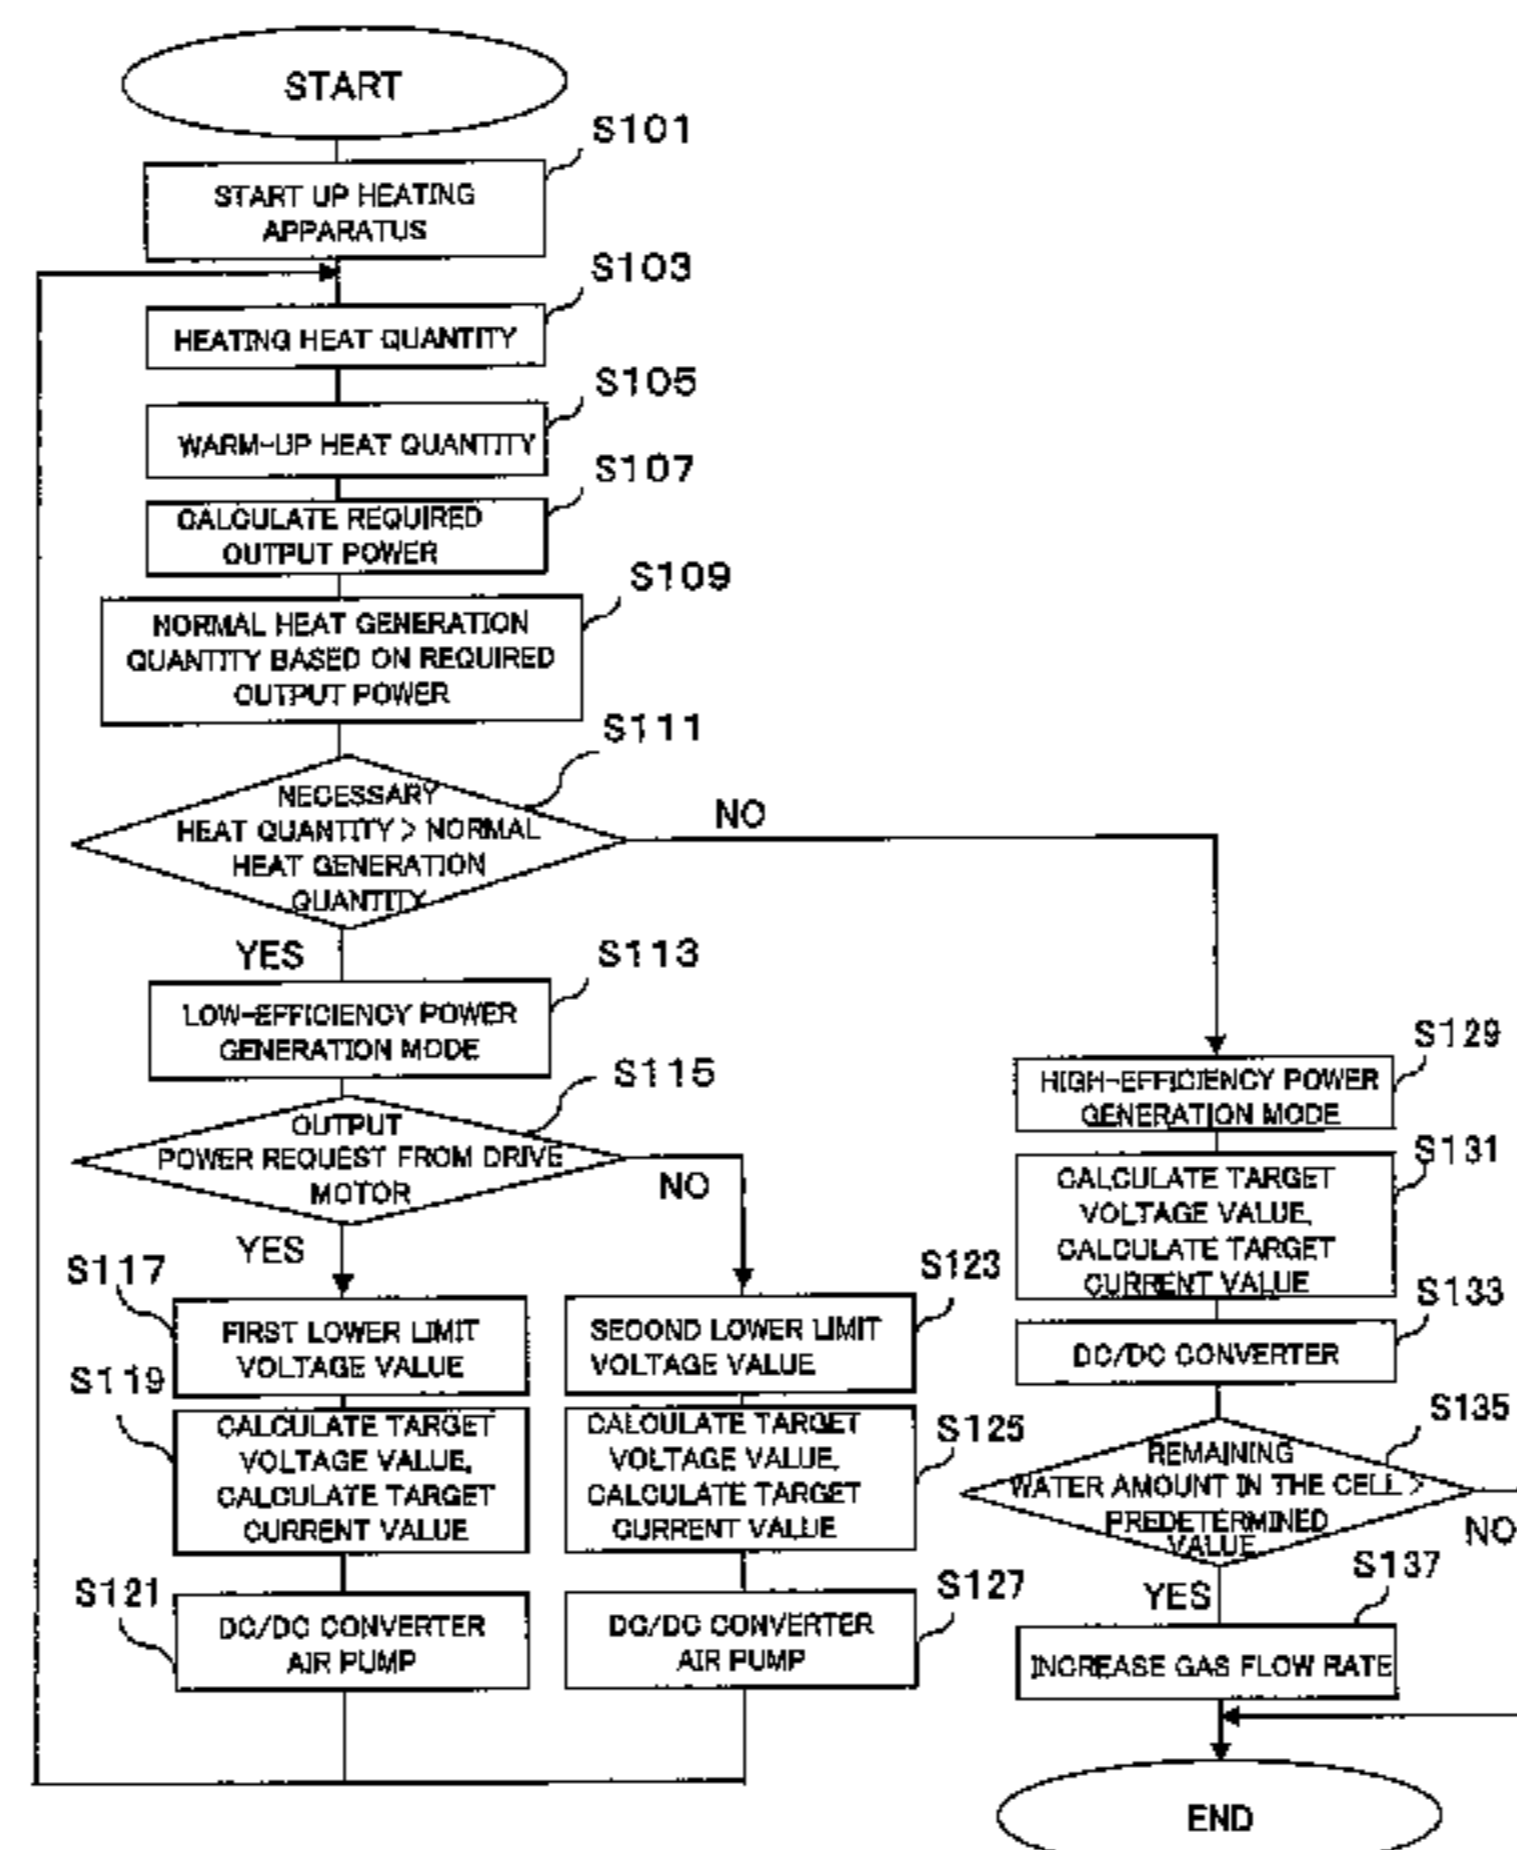 START
S101
START UP HEATING
APPARATUS
S103
HEATING HEAT QUANTITY
S105
WARM-UP HEAT QUANTITY
S107
CALCULATE REQUIRED
OUTPUT POWER
S109
NORMAL HEAT GENERATION
QUANTITY BASED ON REQUIRED
OUTPUT POWER
S111
NECESSARY
HEAT QUANTITY > NORMAL
HEAT GENERATION
QUANTITY
NO
YES
S113
LOW-EFFICIENCY POWER
GENERATION MODE
S115
OUTPUT
POWER REQUEST FROM DRIVE
MOTOR
NO
YES
S117
FIRST LOWER LIMIT
VOLTAGE VALUE
S119
CALCULATE TARGET
VOLTAGE VALUE,
CALCULATE TARGET
CURRENT VALUE
S121
DC/DC CONVERTER
AIR PUMP
S123
SECOND LOWER LIMIT
VOLTAGE VALUE
S125
CALCULATE TARGET
VOLTAGE VALUE,
CALCULATE TARGET
CURRENT VALUE
S127
DC/DC CONVERTER
AIR PUMP
S129
HIGH-EFFICIENCY POWER
GENERATION MODE
S131
CALCULATE TARGET
VOLTAGE VALUE,
CALCULATE TARGET
CURRENT VALUE
S133
DC/DC CONVERTER
S135
REMAINING
WATER AMOUNT IN THE CELL >
PREDETERMINED
VALUE
NO
YES
S137
INCREASE GAS FLOW RATE
END